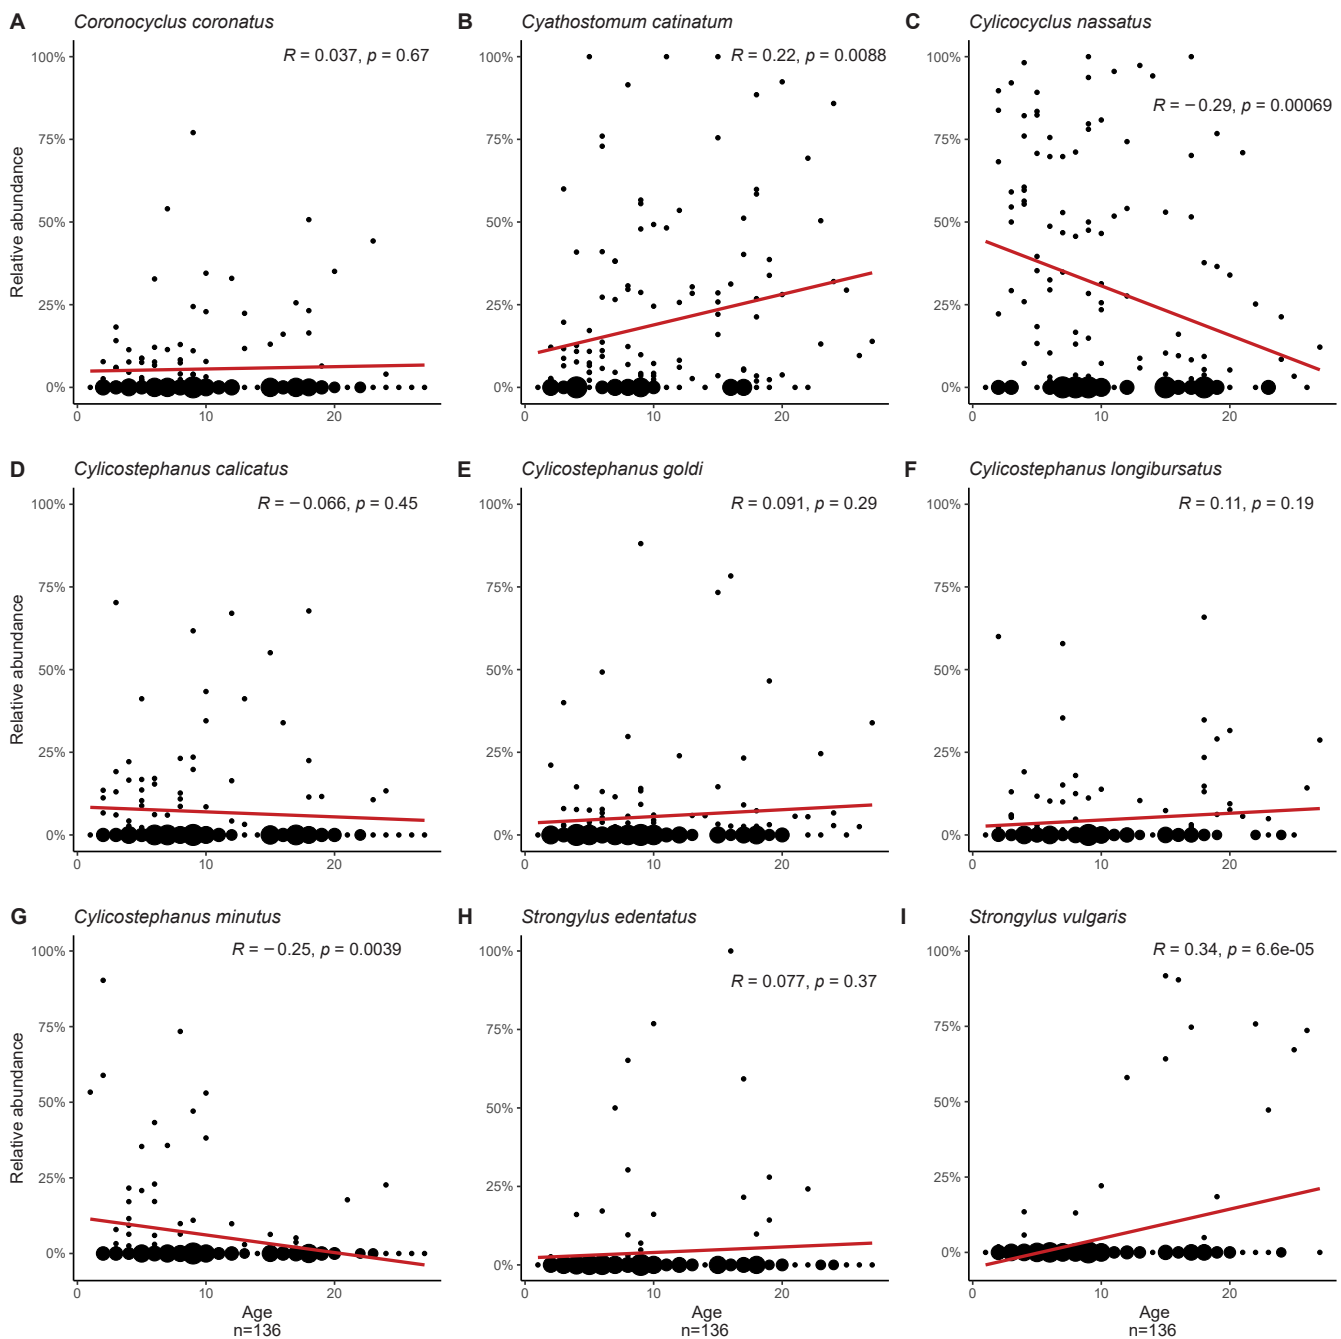 A Coronocyclus coronatus
B Cyathostomum catinatum
C Cylicocyclus nassatus
R = 0.037, p = 0.67
R = 0.22, p = 0.0088
R = −0.29, p = 0.00069
Relative abundance
100%
75%
50%
25%
0%
0 10 20
100%
75%
50%
25%
0%
0 10 20
100%
75%
50%
25%
0%
0 10 20
D Cylicostephanus calicatus
E Cylicostephanus goldi
F Cylicostephanus longibursatus
R = −0.066, p = 0.45
R = 0.091, p = 0.29
R = 0.11, p = 0.19
Relative abundance
100%
75%
50%
25%
0%
0 10 20
100%
75%
50%
25%
0%
0 10 20
100%
75%
50%
25%
0%
0 10 20
G Cylicostephanus minutus
H Strongylus edentatus
I Strongylus vulgaris
R = −0.25, p = 0.0039
R = 0.077, p = 0.37
R = 0.34, p = 6.6e-05
Relative abundance
100%
75%
50%
25%
0%
0 10 20
Age
n=136
100%
75%
50%
25%
0%
0 10 20
Age
n=136
100%
75%
50%
25%
0%
0 10 20
Age
n=136